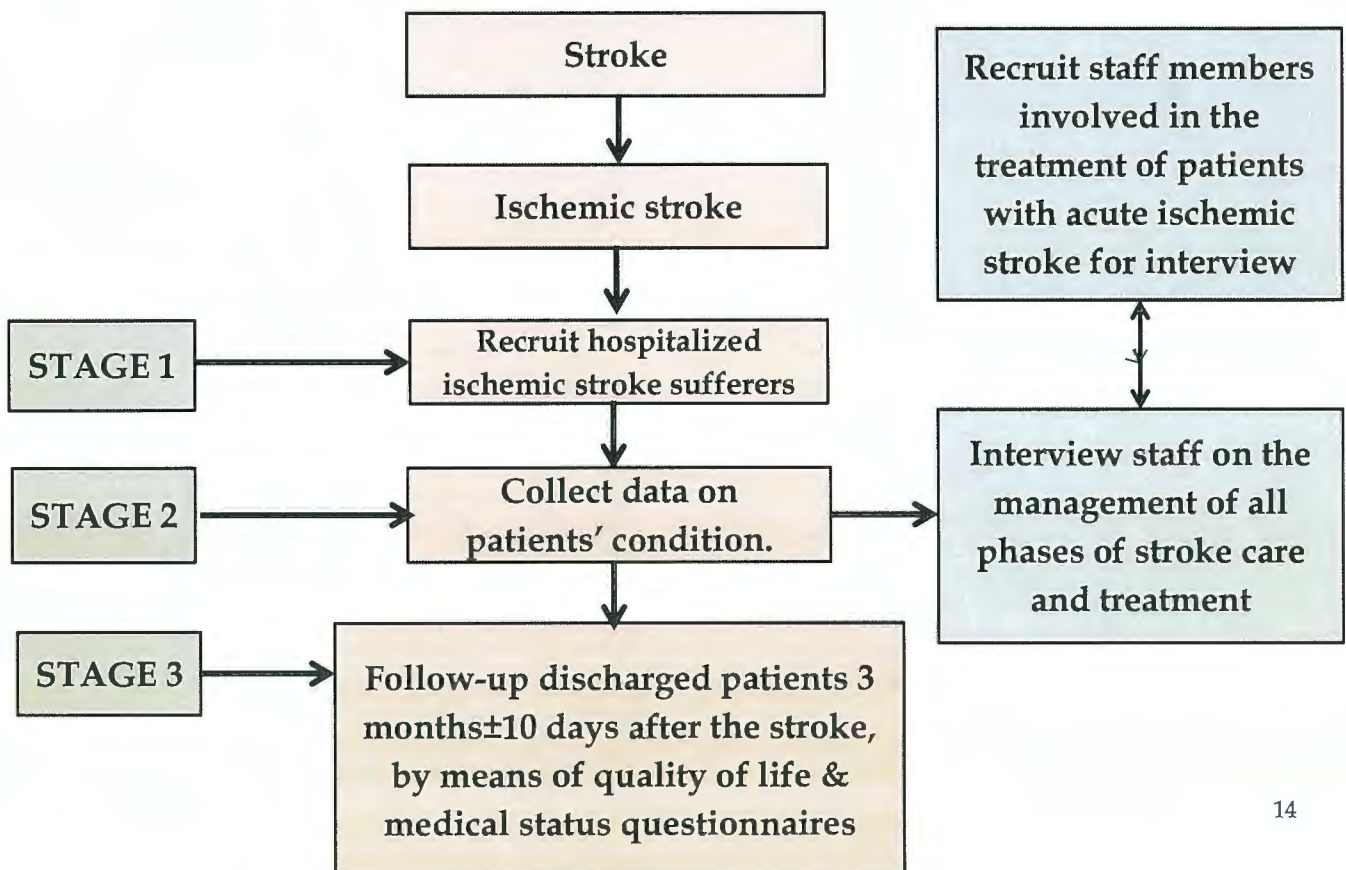 Stroke
Ischemic stroke
STAGE 1
Recruit hospitalized
ischemic stroke sufferers
STAGE 2
Collect data on
patients' condition.
STAGE 3
Follow-up discharged patients 3
months±10 days after the stroke,
by means of quality of life &
medical status questionnaires
Recruit staff members
involved in the
treatment of patients
with acute ischemic
stroke for interview
Interview staff on the
management of all
phases of stroke care
and treatment
14